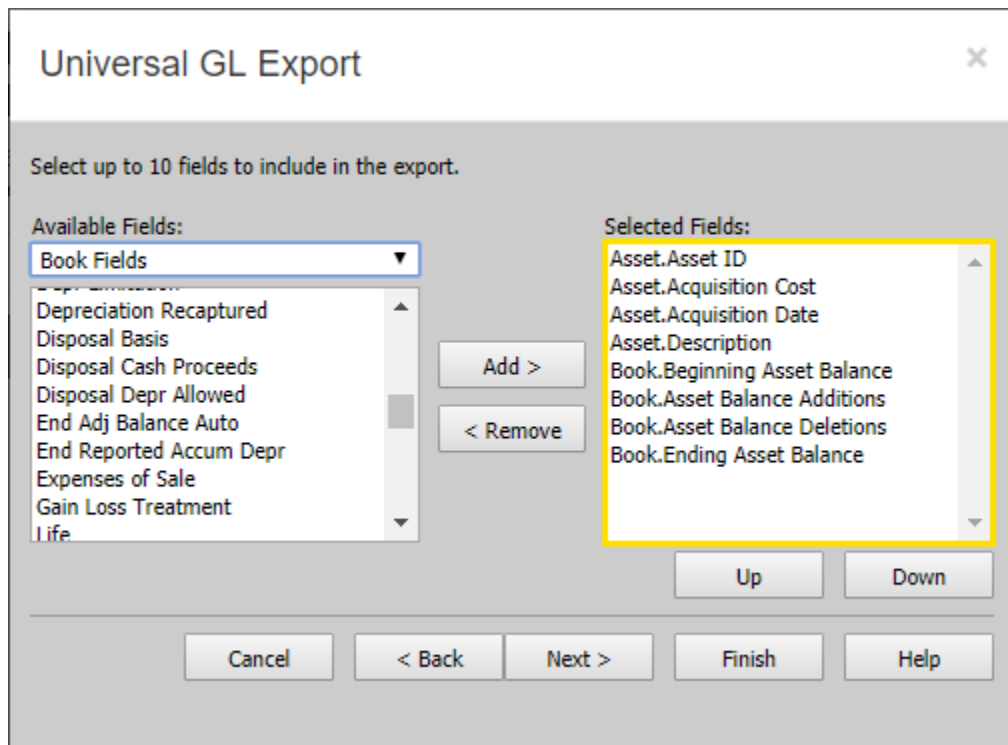 Universal GL Export
×
Select up to 10 fields to include in the export.
Available Fields:
Book Fields
Depreciation Recaptured
Disposal Basis
Disposal Cash Proceeds
Disposal Depr Allowed
End Adj Balance Auto
End Reported Accum Depr
Expenses of Sale
Gain Loss Treatment
Life
Add >
< Remove
Selected Fields:
Asset.Asset ID
Asset.Acquisition Cost
Asset.Acquisition Date
Asset.Description
Book.Beginning Asset Balance
Book.Asset Balance Additions
Book.Asset Balance Deletions
Book.Ending Asset Balance
Up
Down
Cancel
< Back
Next >
Finish
Help